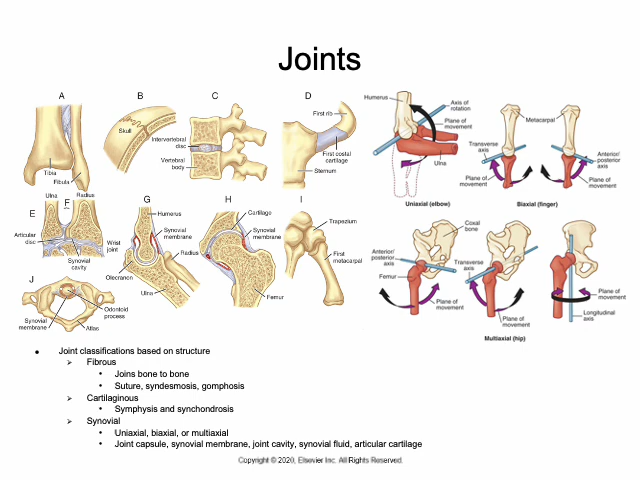 Joints
A
B
C
D
Skull
Intervertebral
disc
Vertebral
body
Tibia
Fibula
First rib
First costal
cartilage
Sternum
Humerus
Axis of
rotation
Plane of
movement
Ulna
Uniaxial (elbow)
Metacarpal
Transverse
axis
Plane of
movement
Anterior/
posterior
axis
Plane of
movement
Biaxial (finger)
Ulna
Radius
E
F
Articular
disc
Wrist
joint
Synovial
cavity
G
Humerus
Synovial
membrane
Radius
Olecranon
Ulna
H
Cartilage
Synovial
membrane
Femur
I
Trapezium
First
metacarpal
J
Odontoid
process
Synovial
membrane
Atlas
Anterior/
posterior
axis
Femur
Plane of
movement
Coxal
bone
Transverse
axis
Plane of
movement
Plane of
movement
Longitudinal
axis
Multiaxial (hip)
• Joint classifications based on structure
➢ Fibrous
• Joins bone to bone
• Suture, syndesmosis, gomphosis
➢ Cartilaginous
• Symphysis and synchondrosis
➢ Synovial
• Uniaxial, biaxial, or multiaxial
• Joint capsule, synovial membrane, joint cavity, synovial fluid, articular cartilage
Copyright © 2020, Elsevier Inc. All Rights Reserved.